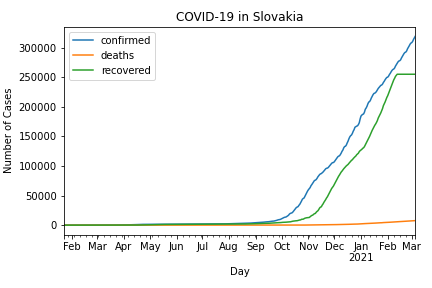 COVID-19 in Slovakia
confirmed
deaths
recovered
300000
250000
200000
150000
100000
50000
0
Number of Cases
Feb Mar Apr May Jun Jul Aug Sep Oct Nov Dec Jan Feb Mar
2021
Day